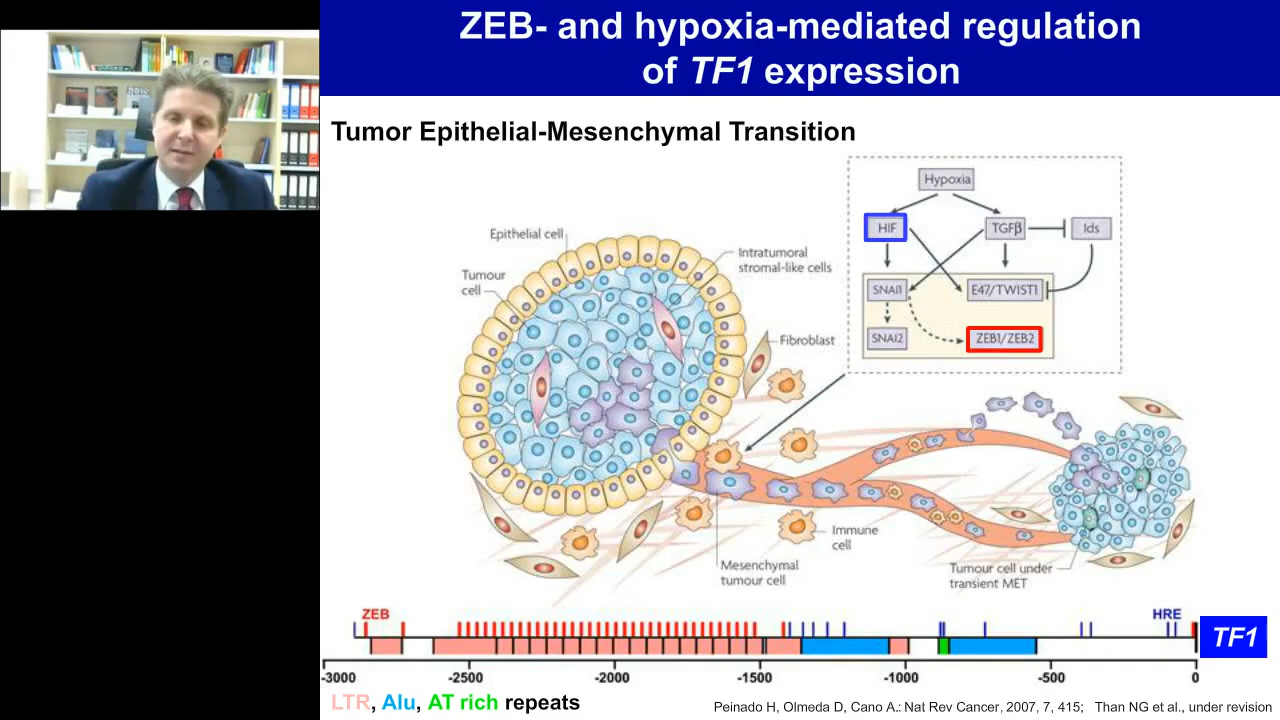 ZEB- and hypoxia-mediated regulation
of TF1 expression
Tumor Epithelial-Mesenchymal Transition
Hypoxia
HIF
TGFβ
Ids
SNAI1
E47/TWIST1
SNAI2
ZEB1/ZEB2
Epithelial cell
Tumour
cell
Intratumoral
stromal-like cells
Fibroblast
Immune
cell
Mesenchymal
tumour cell
Tumour cell under
transient MET
ZEB
HRE
TF1
-3000
-2500
-2000
-1500
-1000
-500
0
LTR, Alu, AT rich repeats
Peinado H, Olmeda D, Cano A.: Nat Rev Cancer, 2007, 7, 415; Than NG et al., under revision